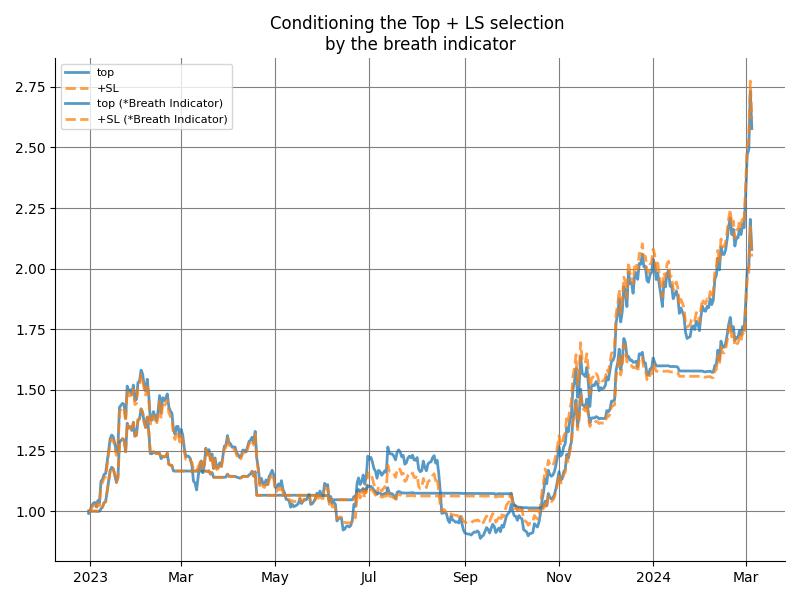 Conditioning the Top + LS selection
by the breath indicator
top
+SL
top (*Breath Indicator)
+SL (*Breath Indicator)
2.75
2.50
2.25
2.00
1.75
1.50
1.25
1.00
2023
Mar
May
Jul
Sep
Nov
2024
Mar